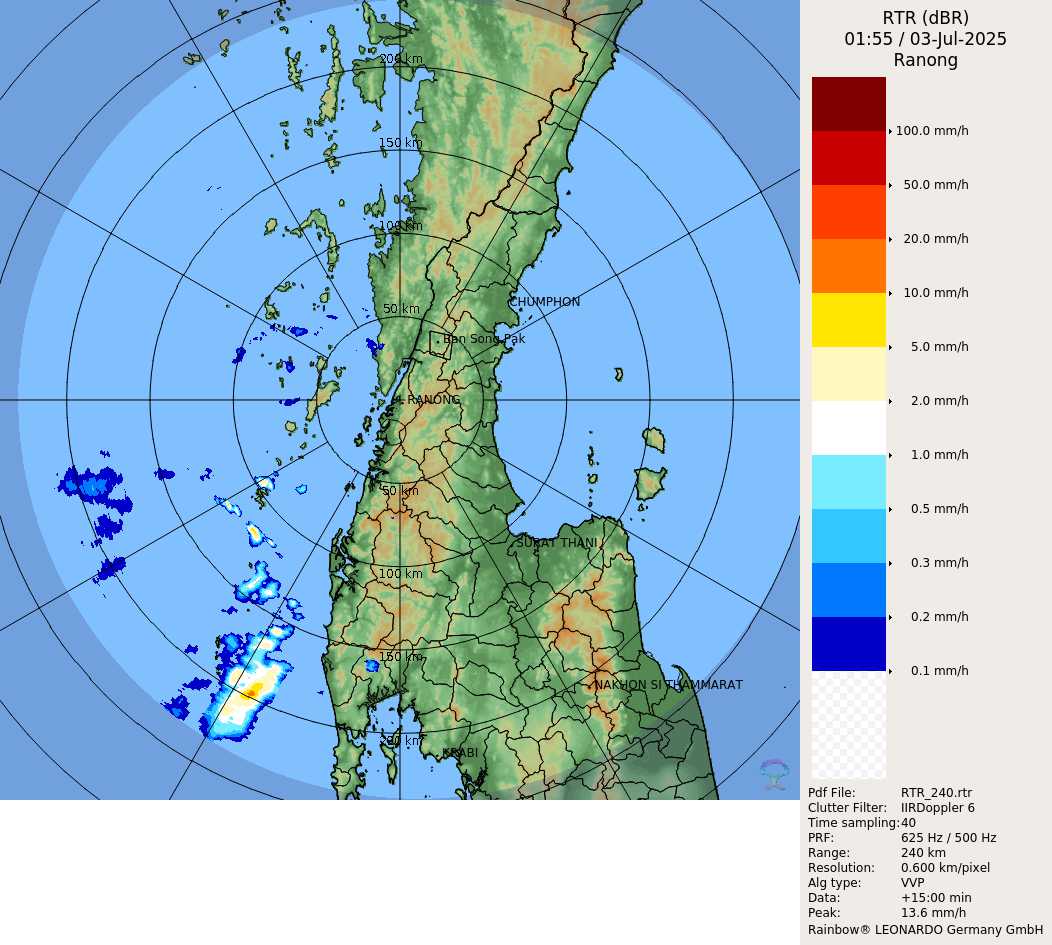 RTR (dBR)
01:55 / 03-Jul-2025
Ranong
200 km
150 km
100 km
50 km
CHUMPHON
Ban Song Pak
RANONG
50 km
SURAT THANI
100 km
150 km
NAKHON SI THAMMARAT
200 km
KRABI
100.0 mm/h
50.0 mm/h
20.0 mm/h
10.0 mm/h
5.0 mm/h
2.0 mm/h
1.0 mm/h
0.5 mm/h
0.3 mm/h
0.2 mm/h
0.1 mm/h
Pdf File: RTR_240.rtr
Clutter Filter: IIRDoppler 6
Time sampling: 40
PRF: 625 Hz / 500 Hz
Range: 240 km
Resolution: 0.600 km/pixel
Alg type: VVP
Data: +15:00 min
Peak: 13.6 mm/h
Rainbow® LEONARDO Germany GmbH